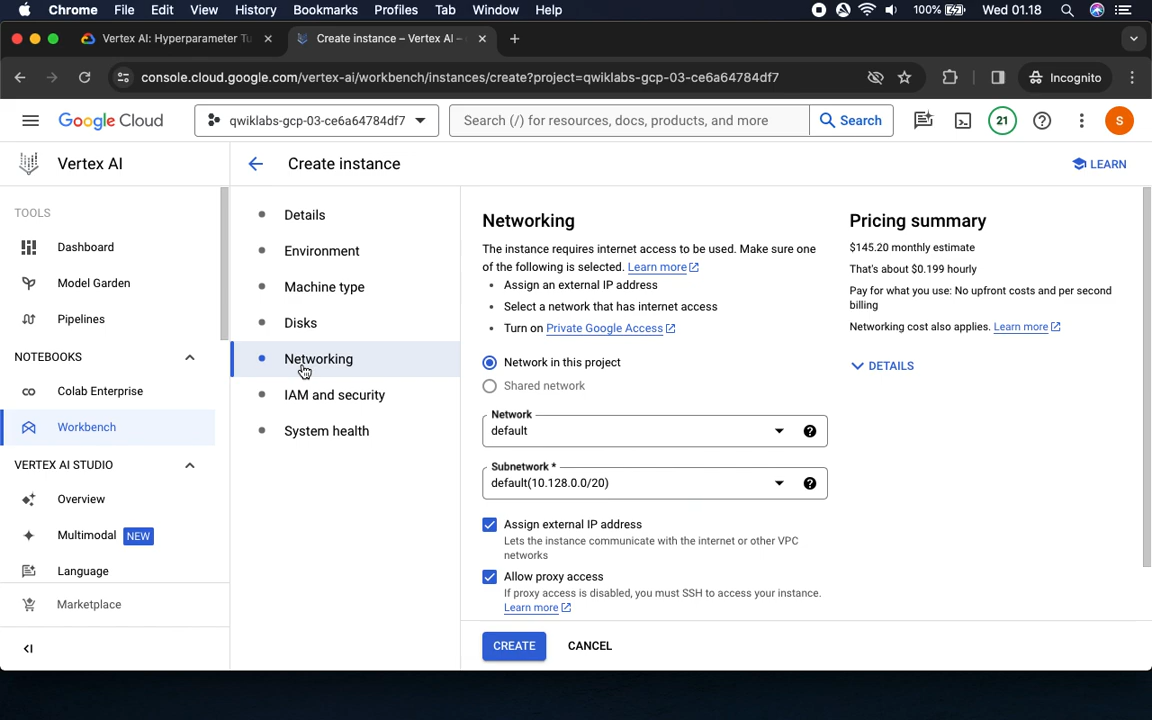 Chrome File Edit View History Bookmarks Profiles Tab Window Help 100% Wed 01.18
Vertex AI: Hyperparameter Tu
Create instance – Vertex AI –
console.cloud.google.com/vertex-ai/workbench/instances/create?project=qwiklabs-gcp-03-ce6a64784df7 Incognito
Google Cloud qwiklabs-gcp-03-ce6a64784df7 Search (/) for resources, docs, products, and more Search 21 S
Vertex AI
Create instance
LEARN
TOOLS
Dashboard
Model Garden
Pipelines
NOTEBOOKS
Colab Enterprise
Workbench
VERTEX AI STUDIO
Overview
Multimodal NEW
Language
Marketplace
Details
Environment
Machine type
Disks
Networking
IAM and security
System health
Networking
The instance requires internet access to be used. Make sure one
of the following is selected. Learn more
• Assign an external IP address
• Select a network that has internet access
• Turn on Private Google Access
Network in this project
Shared network
Network
default
Subnetwork *
default(10.128.0.0/20)
Assign external IP address
Lets the instance communicate with the internet or other VPC
networks
Allow proxy access
If proxy access is disabled, you must SSH to access your instance.
Learn more
CREATE CANCEL
Pricing summary
$145.20 monthly estimate
That's about $0.199 hourly
Pay for what you use: No upfront costs and per second
billing
Networking cost also applies. Learn more
DETAILS